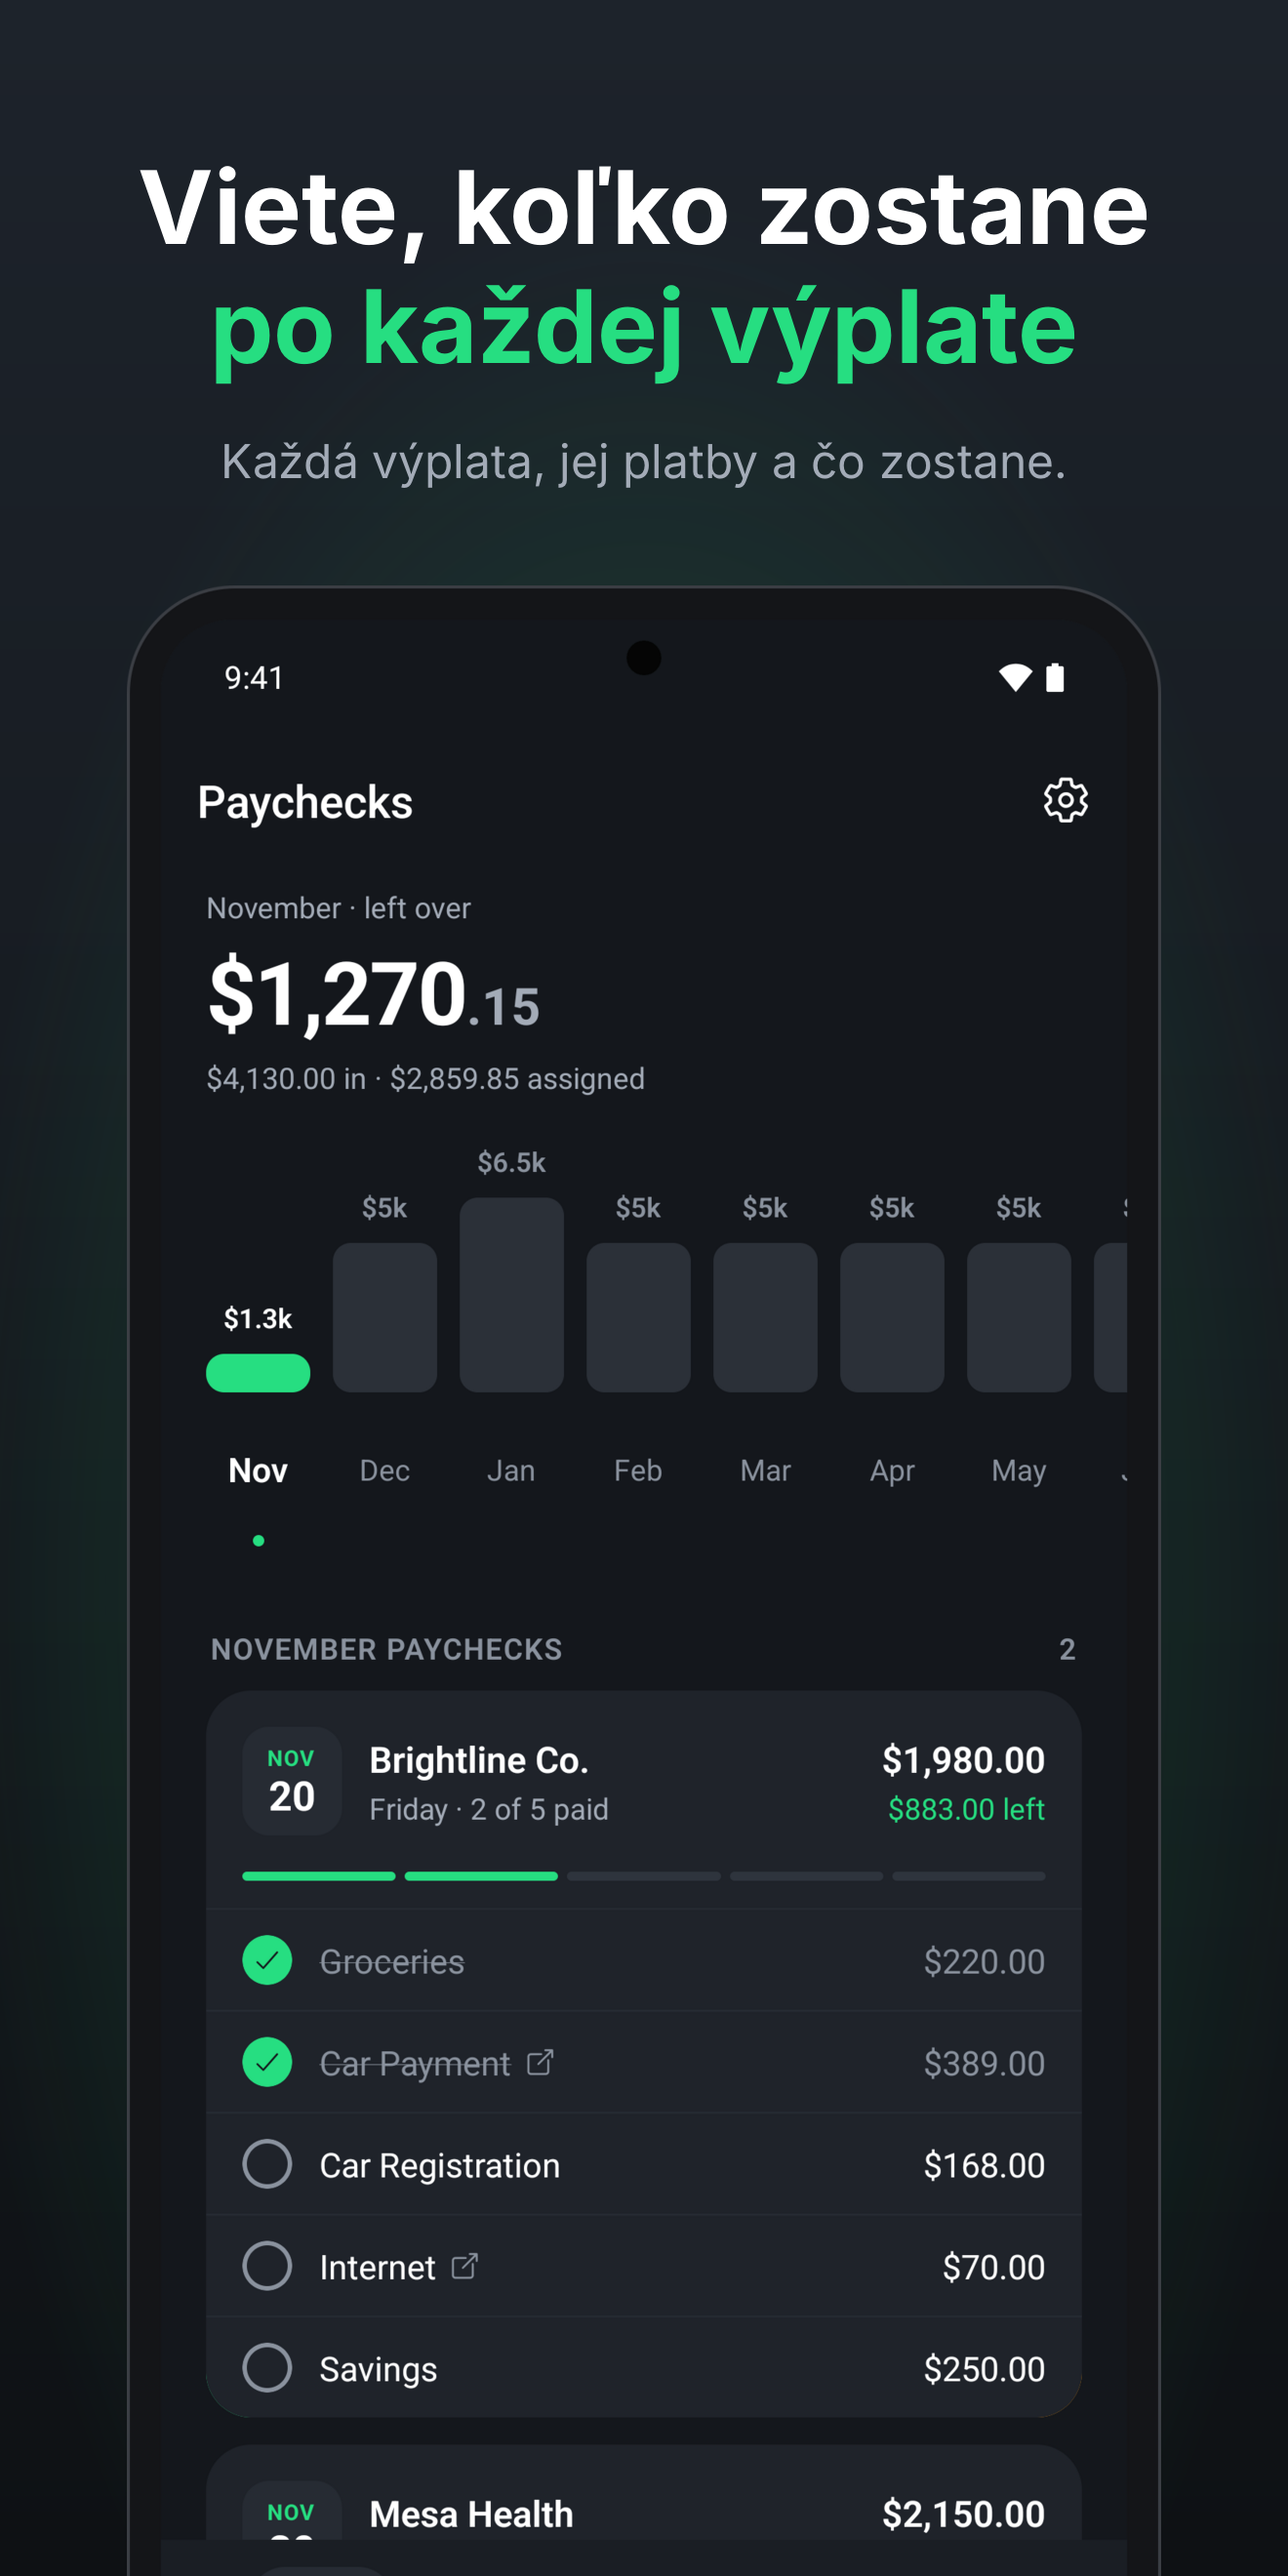 Viete, koľko zostane
po každej výplate
Každá výplata, jej platby a čo zostane.
9:41
Paychecks
November · left over
$1,270.15
$4,130.00 in · $2,859.85 assigned
$1.3k $5k $6.5k $5k $5k $5k $5k
Nov Dec Jan Feb Mar Apr May
NOVEMBER PAYCHECKS 2
NOV 20 Brightline Co. $1,980.00
Friday · 2 of 5 paid $883.00 left
Groceries $220.00
Car Payment $389.00
Car Registration $168.00
Internet $70.00
Savings $250.00
NOV Mesa Health $2,150.00